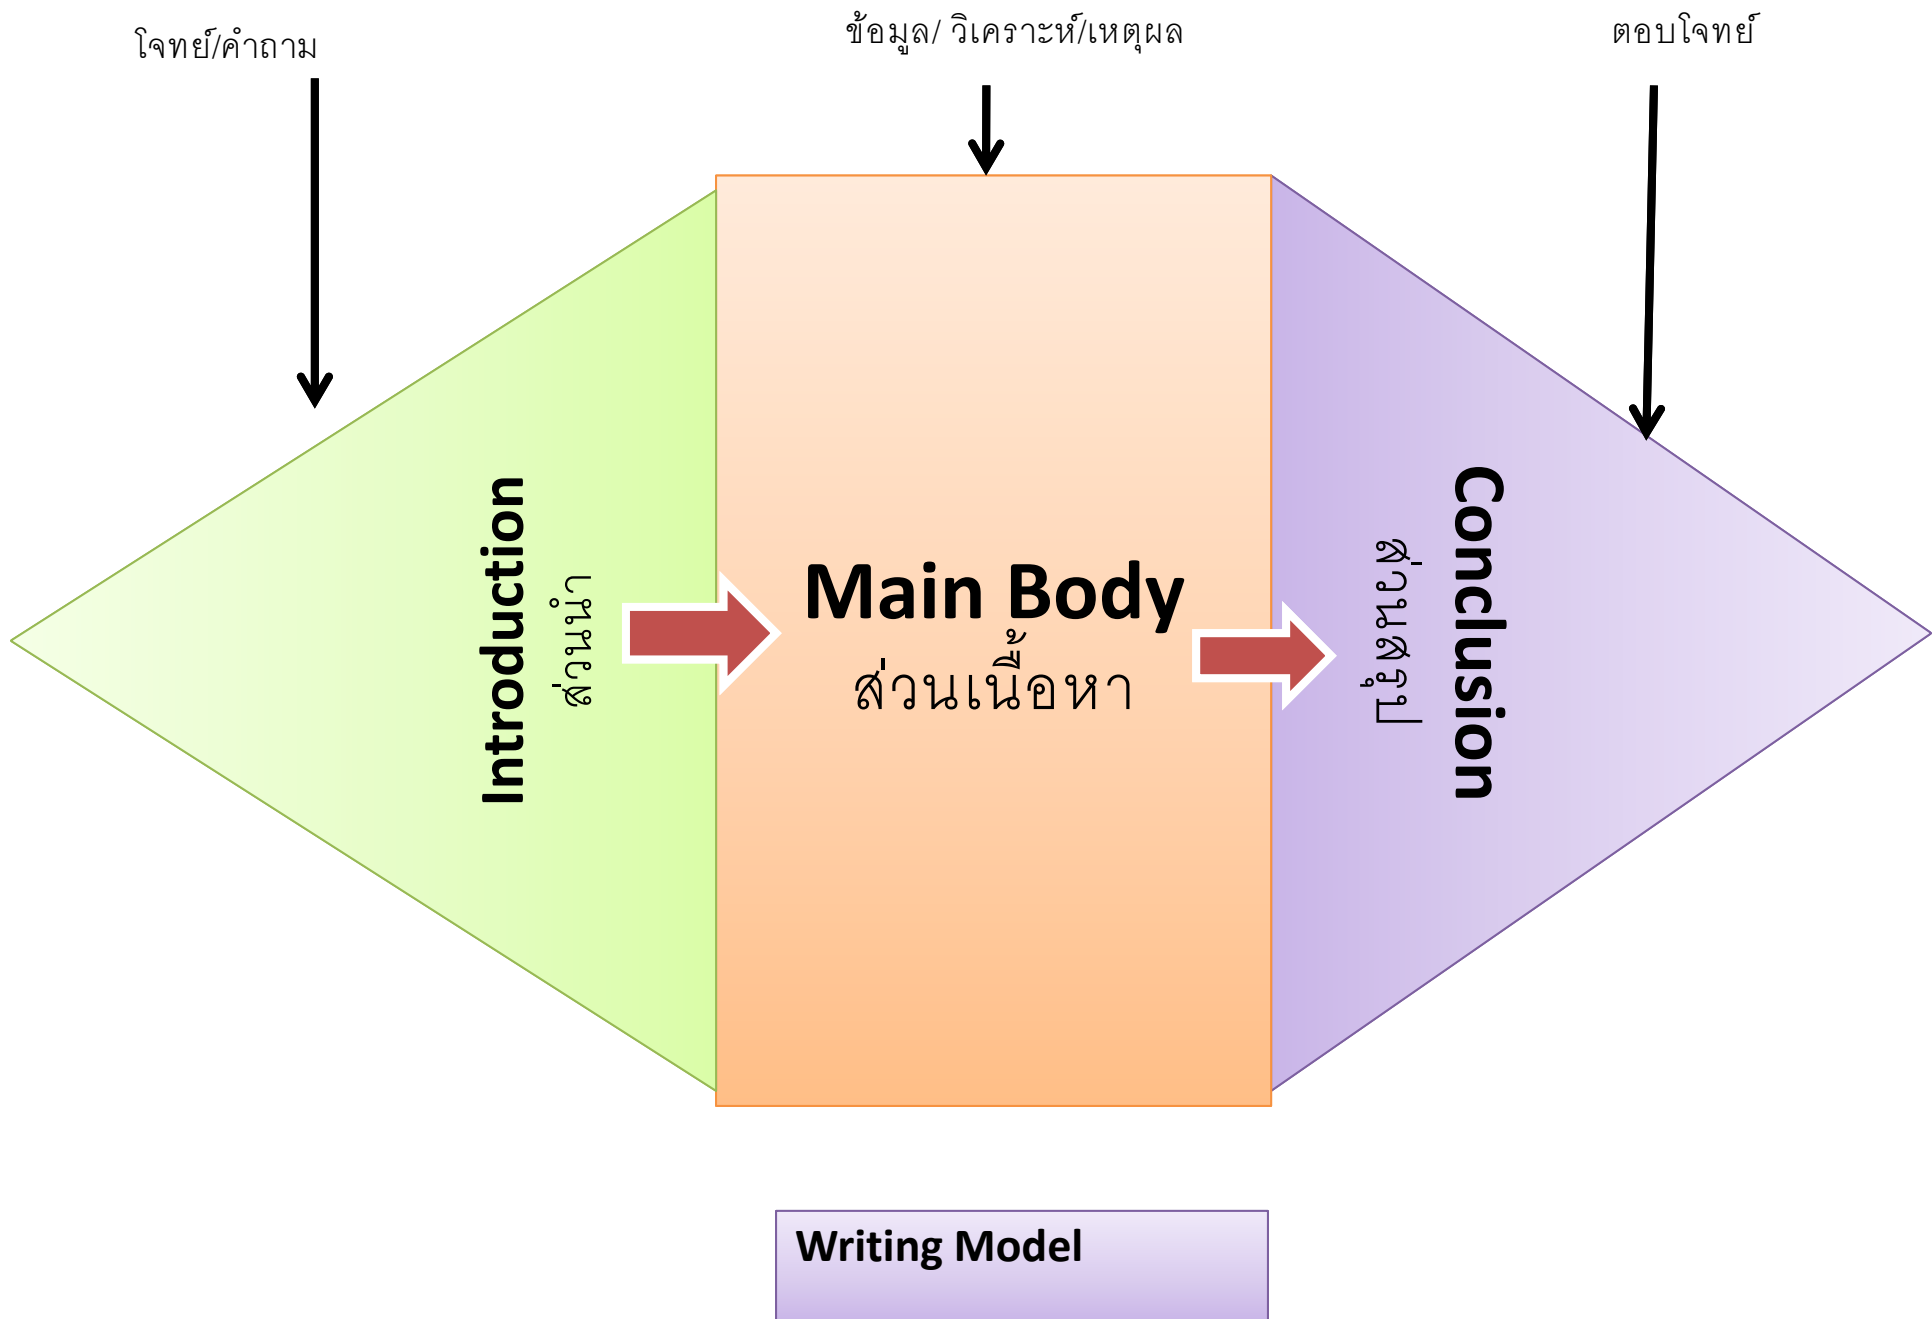 โจทย์/คำถาม
ข้อมูล/ วิเคราะห์/เหตุผล
ตอบโจทย์
Introduction
ส่วนนำ
Main Body
ส่วนเนื้อหา
Conclusion
ส่วนสรุป
Writing Model